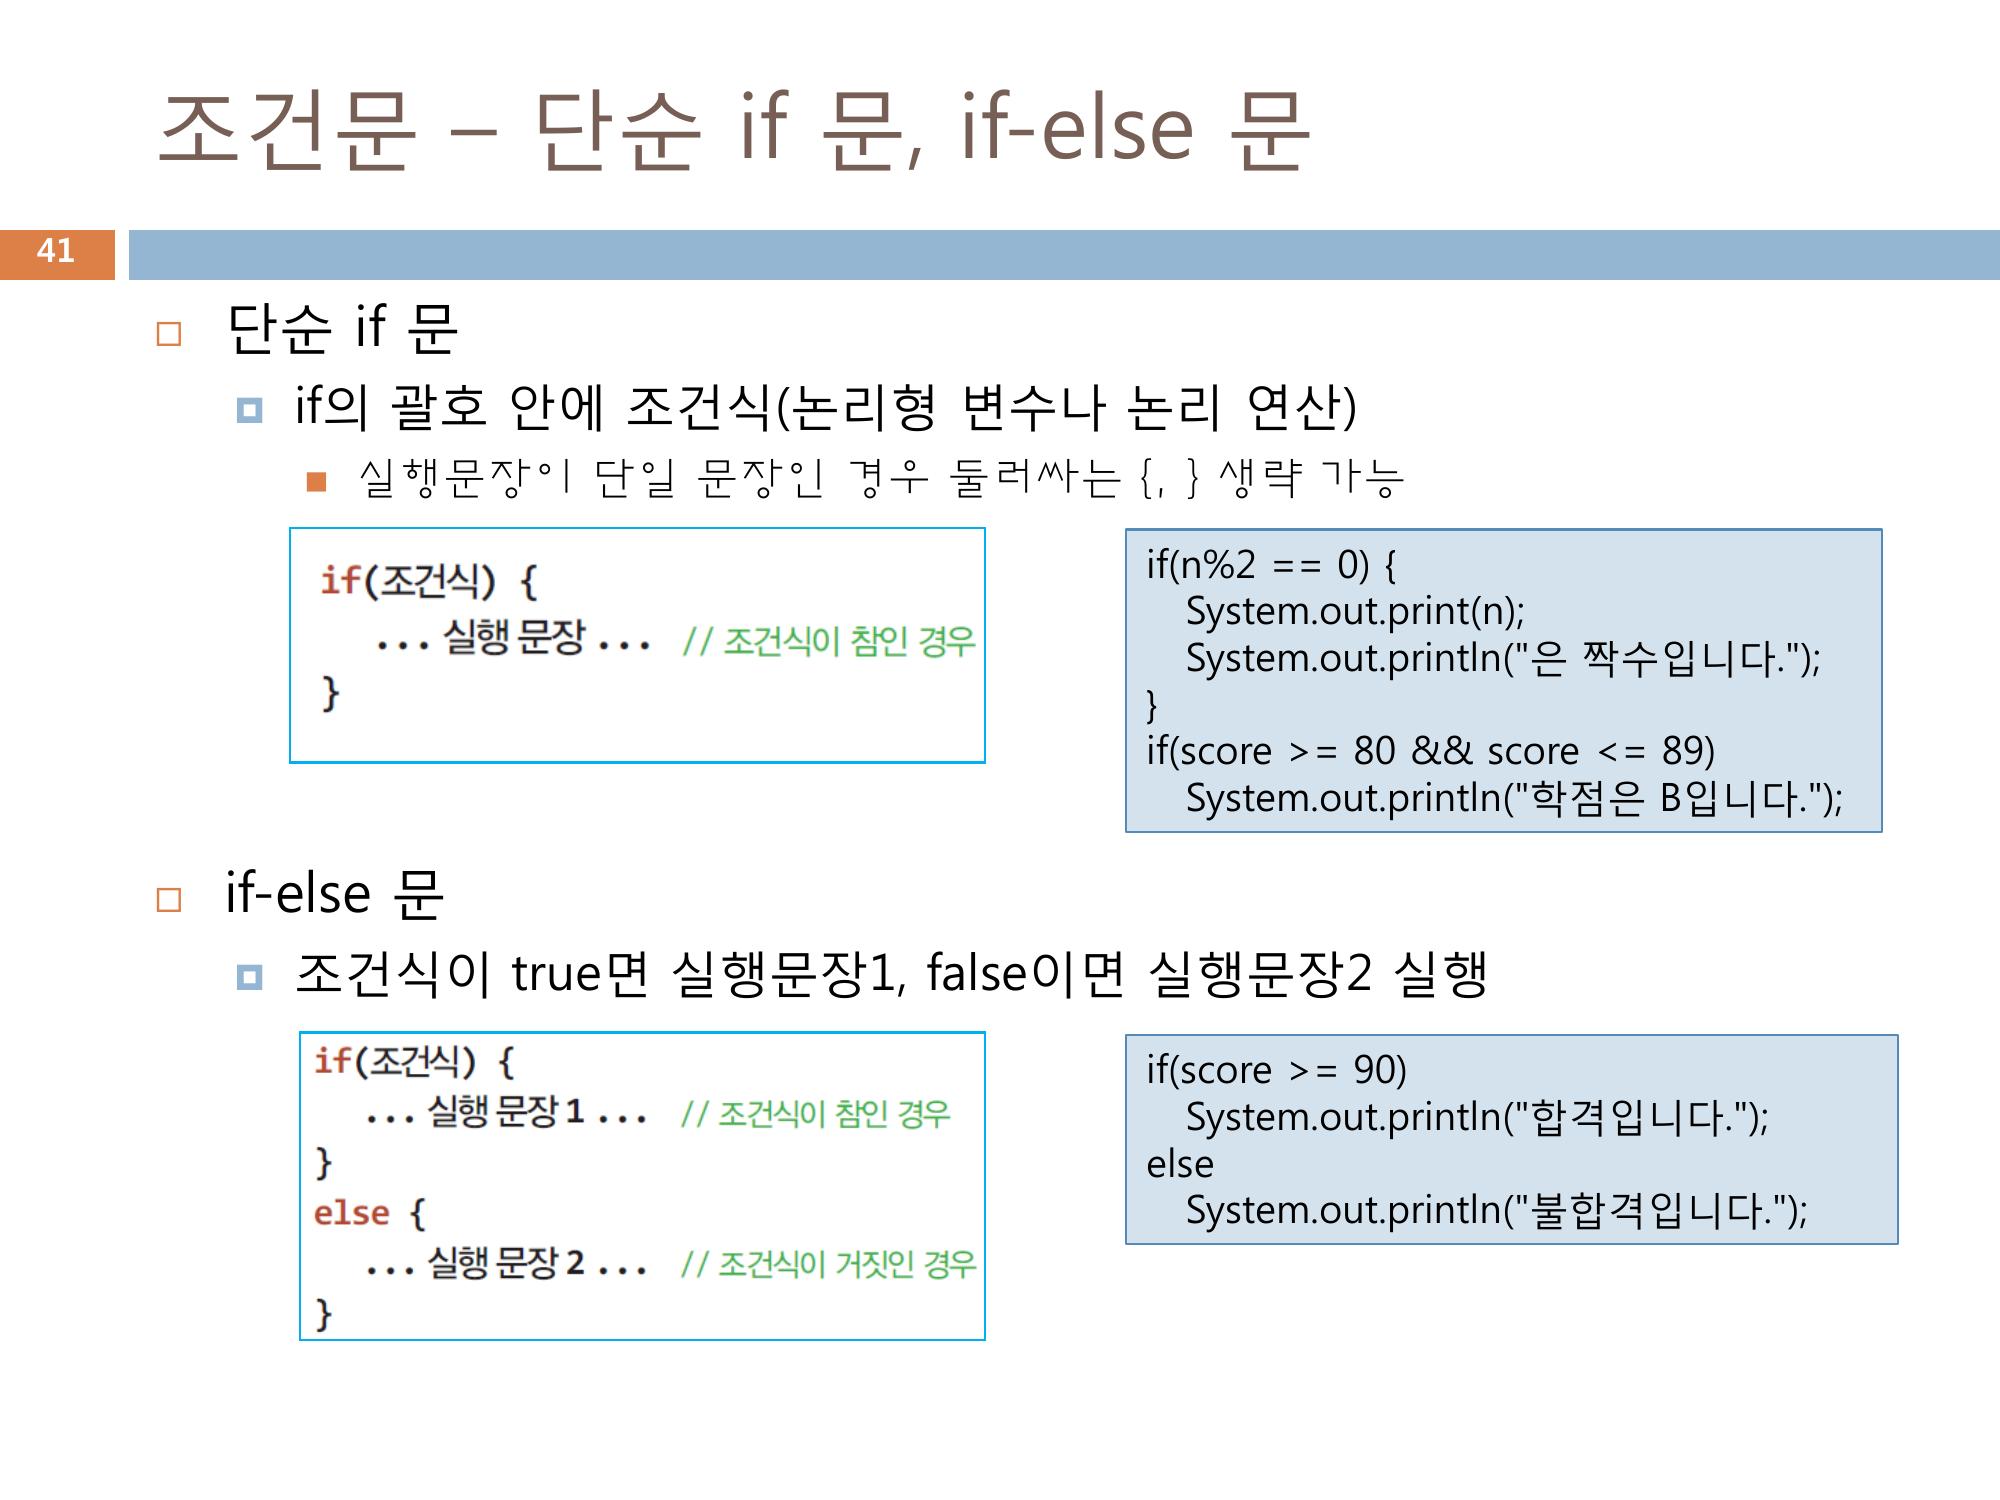 조건문 – 단순 if 문, if-else 문
41
단순 if 문
if의 괄호 안에 조건식(논리형 변수나 논리 연산)
실행문장이 단일 문장인 경우 둘러싸는 {, } 생략 가능
if(조건식) {
... 실행 문장 ... // 조건식이 참인 경우
}
if(n%2 == 0) {
System.out.print(n);
System.out.println("은 짝수입니다.");
}
if(score >= 80 && score <= 89)
System.out.println("학점은 B입니다.");
if-else 문
조건식이 true면 실행문장1, false이면 실행문장2 실행
if(조건식) {
... 실행 문장 1 ... // 조건식이 참인 경우
}
else {
... 실행 문장 2 ... // 조건식이 거짓인 경우
}
if(score >= 90)
System.out.println("합격입니다.");
else
System.out.println("불합격입니다.");